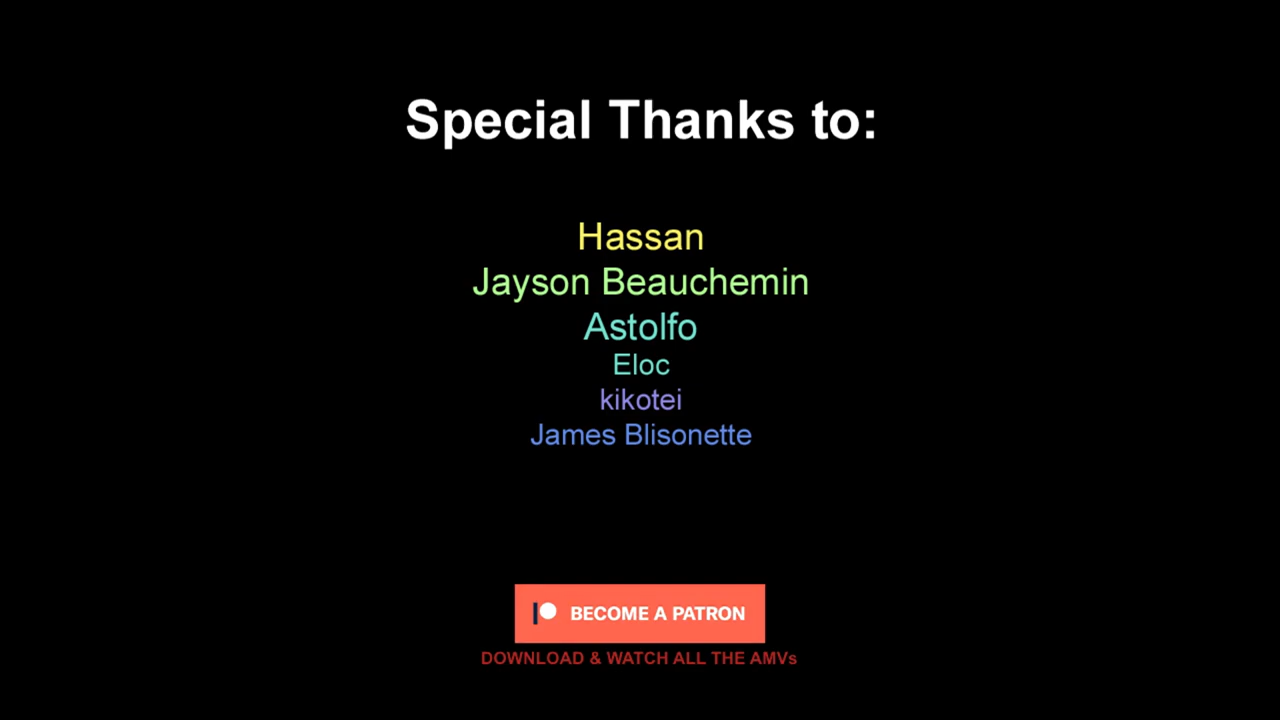 Special Thanks to:
Hassan
Jayson Beauchemin
Astolfo
Eloc
kikotei
James Blisonette
BECOME A PATRON
DOWNLOAD & WATCH ALL THE AMVs